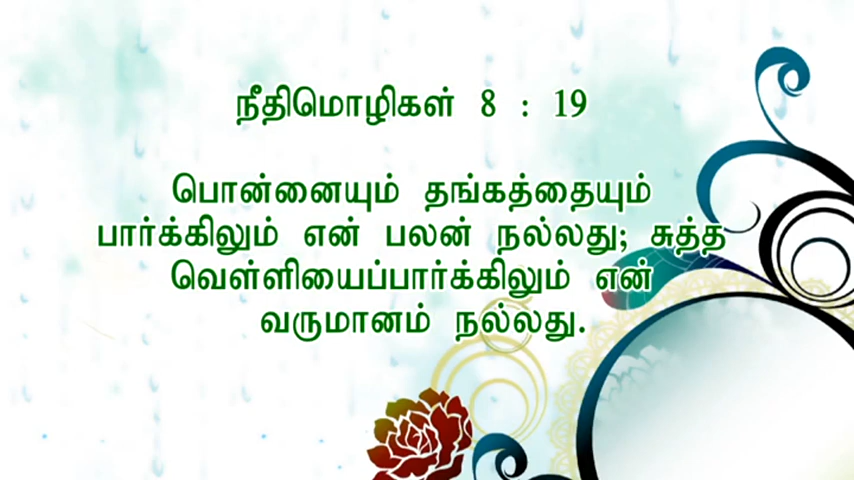 நீதிமொழிகள் 8 : 19
பொன்னையும் தங்கத்தையும்
பார்க்கிலும் என் பலன் நல்லது; சுத்த
வெள்ளியைப்பார்க்கிலும் என்
வருமானம் நல்லது.